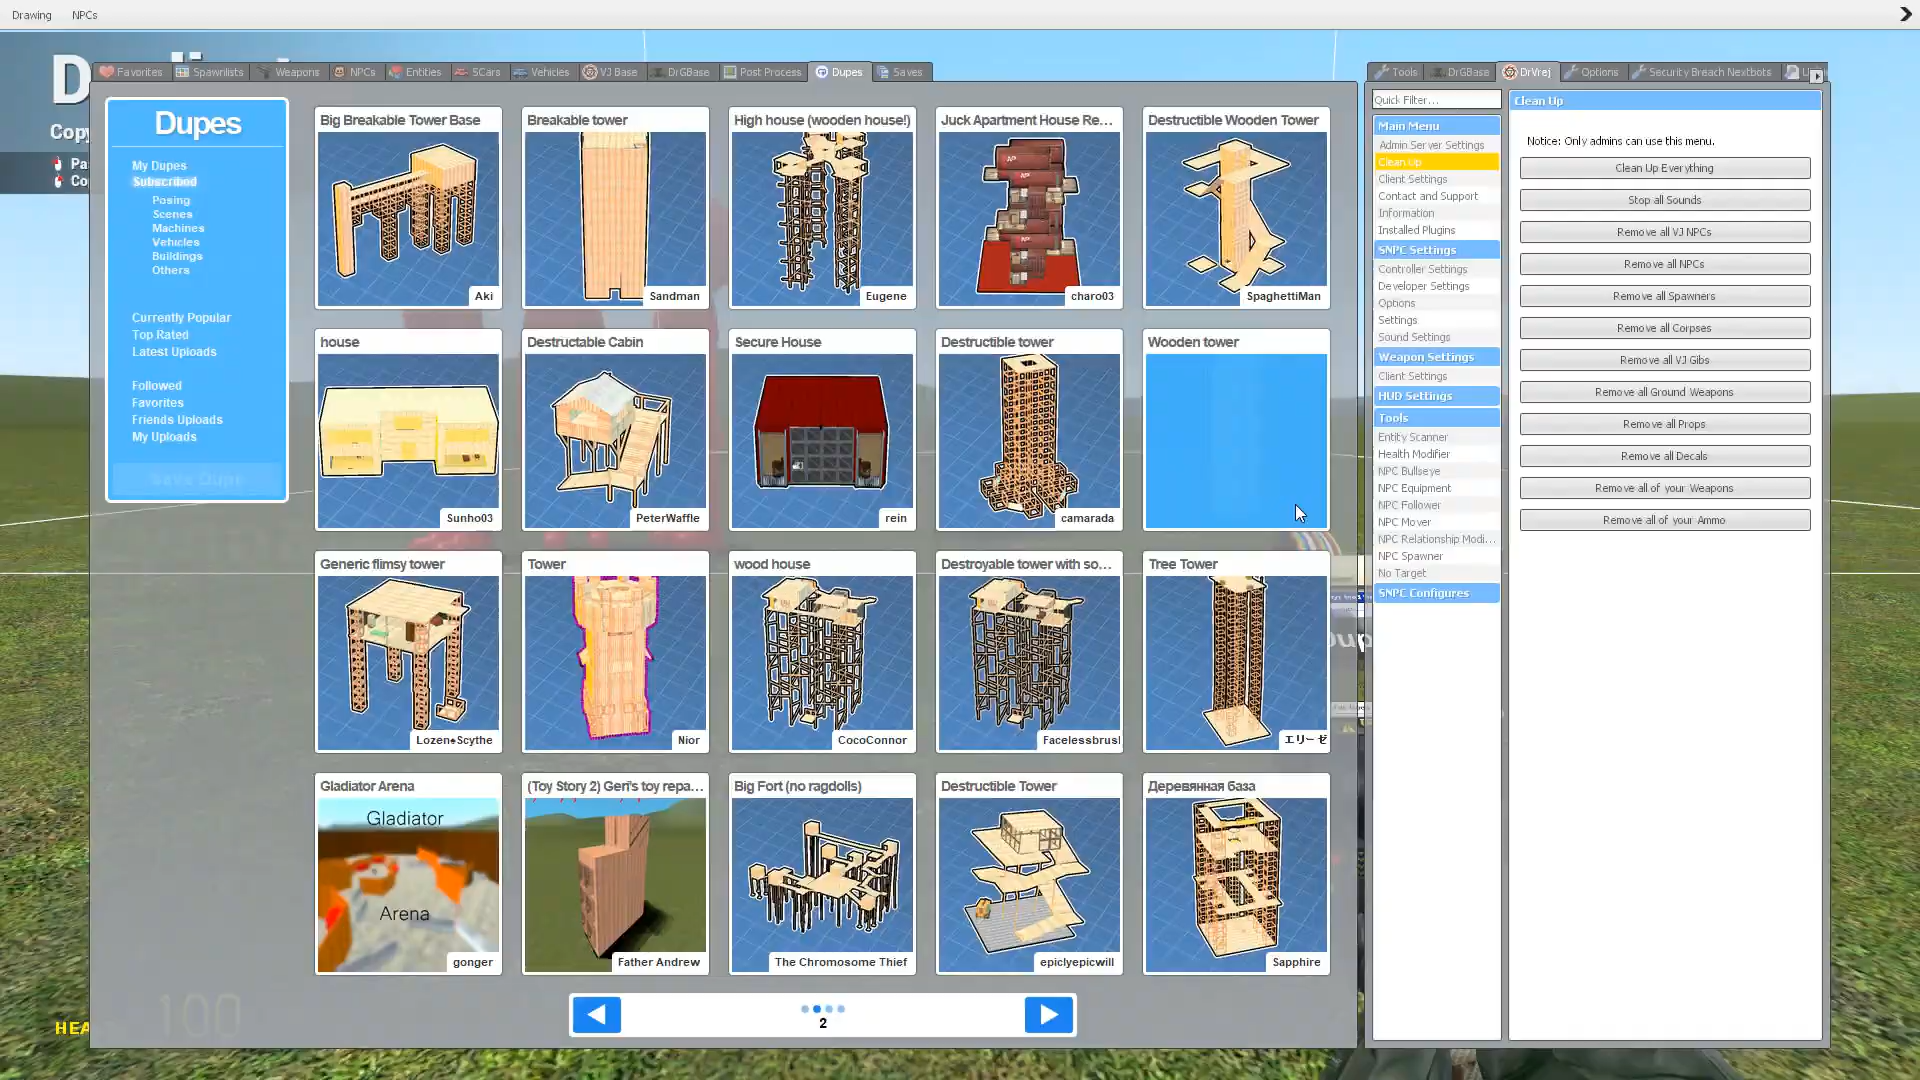 Drawing NPCs
D
Copy
Pa
Co
Favorites Spawnlists Weapons NPCs Entities SCars Vehicles VJ Base DrGBase Post Process Dupes Saves
Dupes
My Dupes
Subscribed
Posing
Scenes
Machines
Vehicles
Buildings
Others
Currently Popular
Top Rated
Latest Uploads
Followed
Favorites
Friends Uploads
My Uploads
Save Dupe
Big Breakable Tower Base
Aki
Breakable tower
Sandman
High house (wooden house!)
Eugene
Juck Apartment House Re...
charo03
Destructible Wooden Tower
SpaghettiMan
house
Sunho03
Destructable Cabin
PeterWaffle
Secure House
rein
Destructible tower
camarada
Wooden tower
Generic flimsy tower
Lozen♠Scythe
Tower
Nior
wood house
CocoConnor
Destroyable tower with so...
Facelessbrus
Tree Tower
エリーゼ
Gladiator Arena
Gladiator
Arena
gonger
(Toy Story 2) Geri's toy repa...
Father Andrew
Big Fort (no ragdolls)
The Chromosome Thief
Destructible Tower
epiclyepicwill
Деревянная база
Sapphire
2
HEA 100
Tools DrGBase DrVrej Options Security Breach Nextbots
Quick Filter...
Main Menu
Admin Server Settings
Clean Up
Client Settings
Contact and Support
Information
Installed Plugins
SNPC Settings
Controller Settings
Developer Settings
Options
Settings
Sound Settings
Weapon Settings
Client Settings
HUD Settings
Tools
Entity Scanner
Health Modifier
NPC Bullseye
NPC Equipment
NPC Follower
NPC Mover
NPC Relationship Modi...
NPC Spawner
No Target
SNPC Configures
Clean Up
Notice: Only admins can use this menu.
Clean Up Everything
Stop all Sounds
Remove all VJ NPCs
Remove all NPCs
Remove all Spawners
Remove all Corpses
Remove all VJ Gibs
Remove all Ground Weapons
Remove all Props
Remove all Decals
Remove all of your Weapons
Remove all of your Ammo